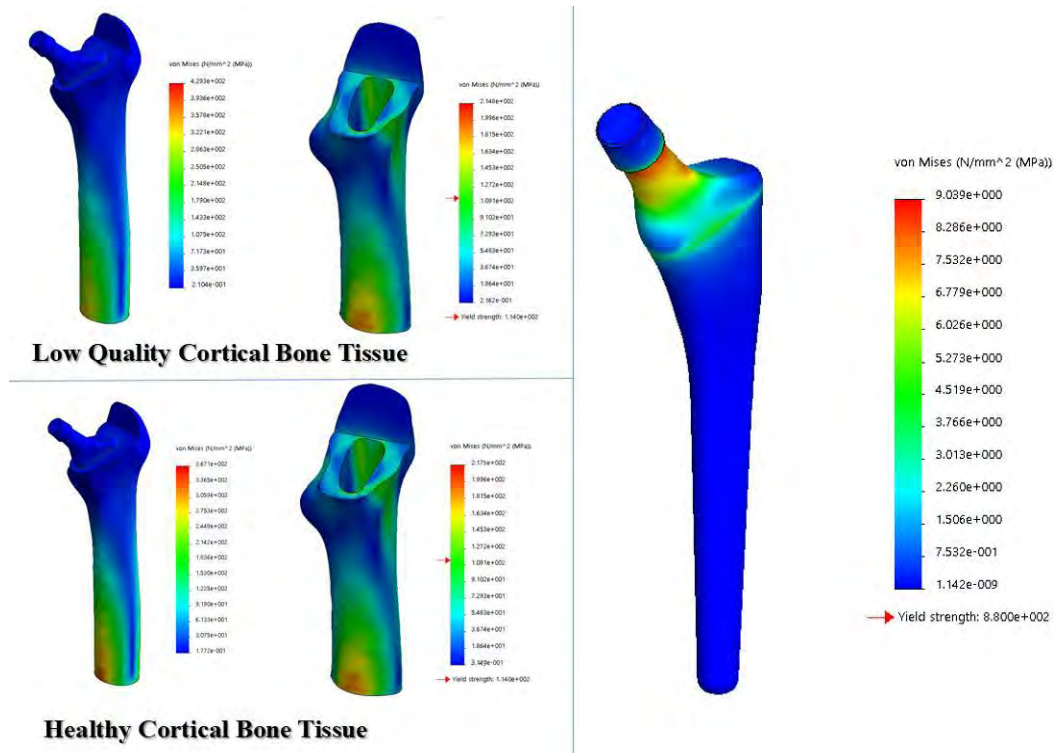 von Mises (N/mm^2 (MPa))
4.293e+002
3.936e+002
3.578e+002
3.221e+002
2.863e+002
2.505e+002
2.148e+002
1.790e+002
1.433e+002
1.075e+002
7.173e+001
3.597e+001
2.104e-001
von Mises (N/mm^2 (MPa))
2.148e+002
1.996e+002
1.815e+002
1.634e+002
1.453e+002
1.272e+002
1.091e+002
9.102e+001
7.293e+001
5.483e+001
3.674e+001
1.864e+001
2.162e-001
Yield strength: 1.140e+002
Low Quality Cortical Bone Tissue
von Mises (N/mm^2 (MPa))
3.671e+002
3.365e+002
3.059e+002
2.753e+002
2.449e+002
2.142e+002
1.836e+002
1.530e+002
1.225e+002
9.190e+001
6.133e+001
3.075e+001
1.772e-001
von Mises (N/mm^2 (MPa))
2.175e+002
1.996e+002
1.815e+002
1.634e+002
1.453e+002
1.272e+002
1.091e+002
9.102e+001
7.293e+001
5.483e+001
3.674e+001
1.864e+001
3.149e-001
Yield strength: 1.140e+002
Healthy Cortical Bone Tissue
von Mises (N/mm^2 (MPa))
9.039e+000
8.286e+000
7.532e+000
6.779e+000
6.026e+000
5.273e+000
4.519e+000
3.766e+000
3.013e+000
2.260e+000
1.506e+000
7.532e-001
1.142e-009
Yield strength: 8.800e+002